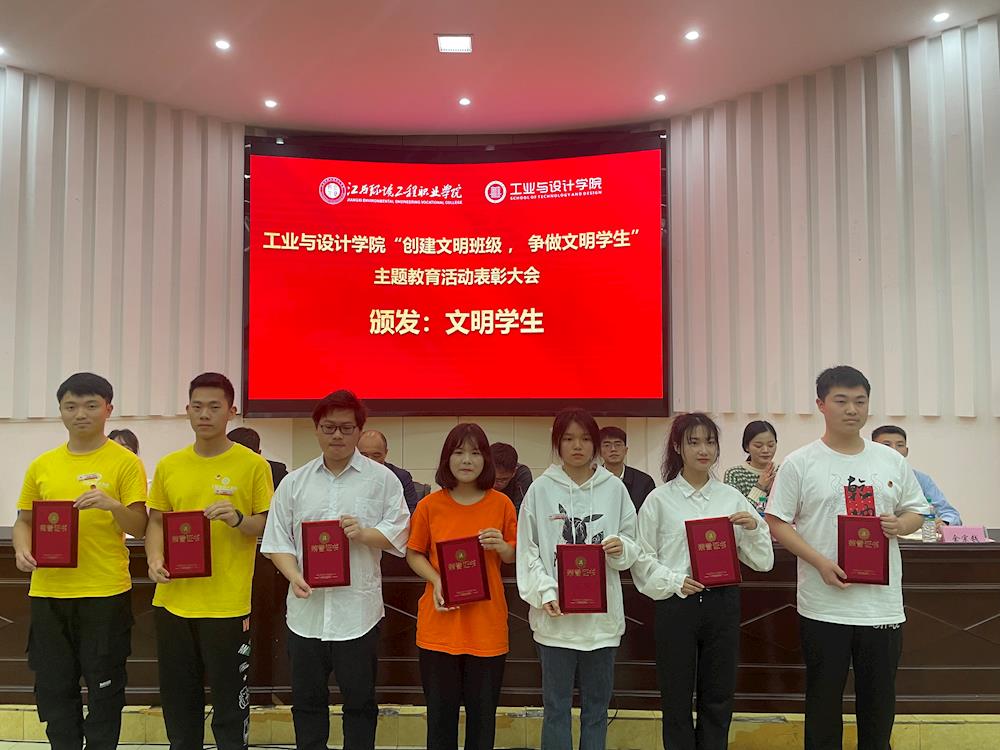 江西环境工程职业学院
JIANGXI ENVIRONMENTAL ENGINEERING VOCATIONAL COLLEGE
工业与设计学院
SCHOOL OF TECHNOLOGY AND DESIGN
工业与设计学院“创建文明班级， 争做文明学生”
主题教育活动表彰大会
颁发：文明学生
荣誉证书
荣誉证书
荣誉证书
荣誉证书
荣誉证书
荣誉证书
荣誉证书